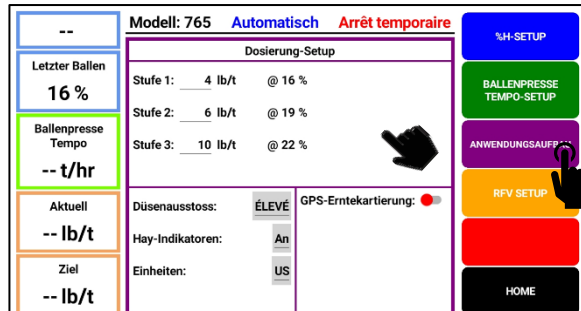 --
Modell: 765 Automatisch Arrêt temporaire
%H-SETUP
Letzter Ballen
16 %
Dosierung-Setup
Stufe 1: 4 lb/t @ 16 %
Stufe 2: 6 lb/t @ 19 %
Stufe 3: 10 lb/t @ 22 %
BALLENPRESSE
TEMPO-SETUP
Ballenpresse
Tempo
-- t/hr
ANWENDUNGSAUFBAU
RFV SETUP
Aktuell
-- lb/t
Düsenausstoss: ÉLEVÉ
GPS-Erntekartierung:
Hay-Indikatoren: An
Einheiten: US
Ziel
-- lb/t
HOME